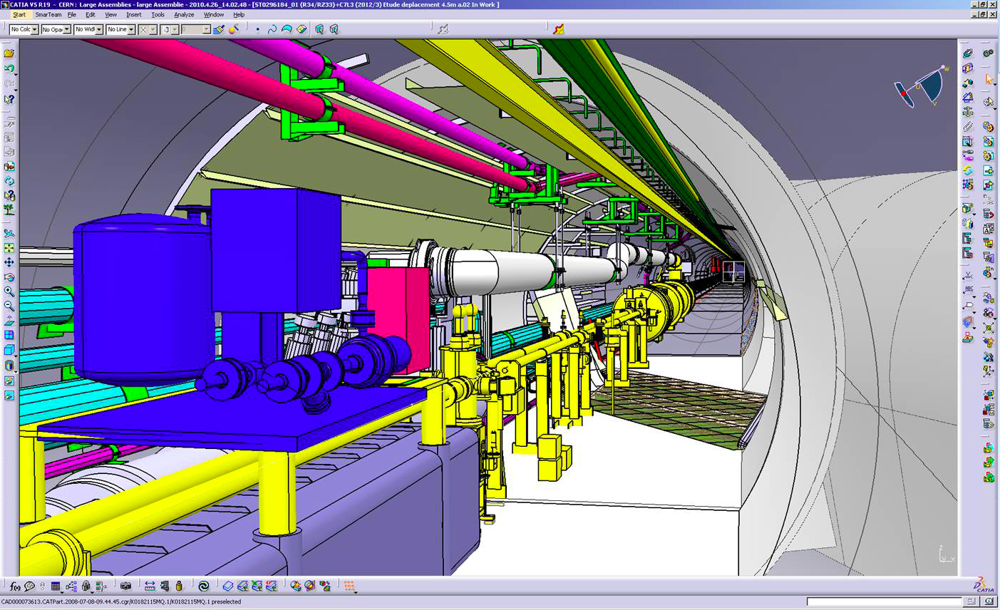 CATIA V5 R19 - CERN : Large Assemblies - large Assemblie - 2010.4.26_14.02.48 - [ST0296184_01 (R34/RZ33)+C7L3 (2012/3) Etude deplacement 4.5m a.02 In Work ]
Start SmarTeam File Edit View Insert Tools Analyze Window Help
No Colo No Opa No Widt No Line
f(x)
CAD000073613.CATPart.2008-07-08-09.44.45.cgr/K0182115MQ.1/K0182115MQ.1 preselected
CATIA